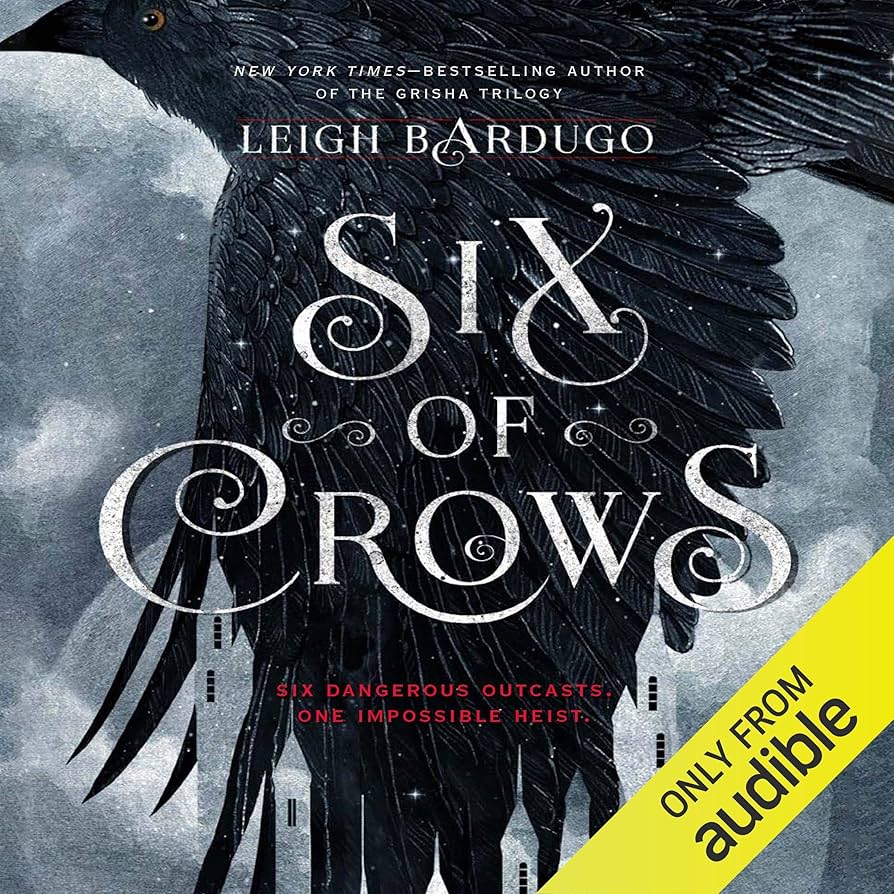 NEW YORK TIMES—BESTSELLING AUTHOR
OF THE GRISHA TRILOGY
LEIGH BARDUGO
SIX
OF
CROWS
SIX DANGEROUS OUTCASTS.
ONE IMPOSSIBLE HEIST.
ONLY FROM
audible